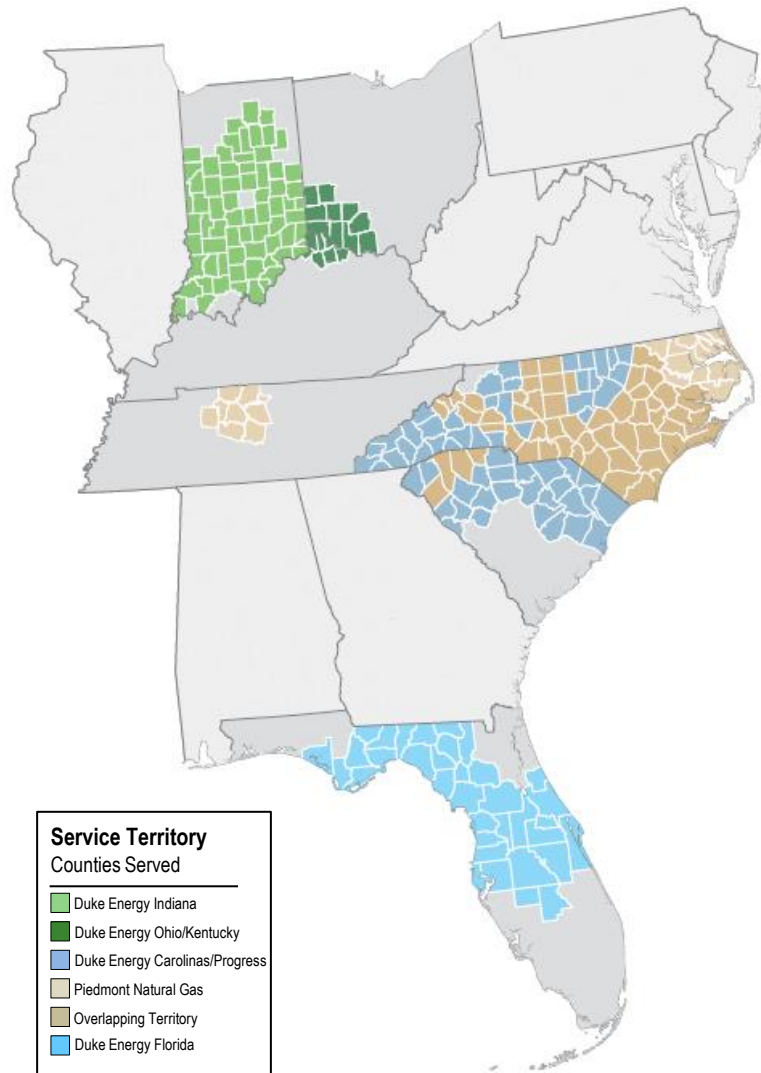 Service Territory
Counties Served
Duke Energy Indiana
Duke Energy Ohio/Kentucky
Duke Energy Carolinas/Progress
Piedmont Natural Gas
Overlapping Territory
Duke Energy Florida